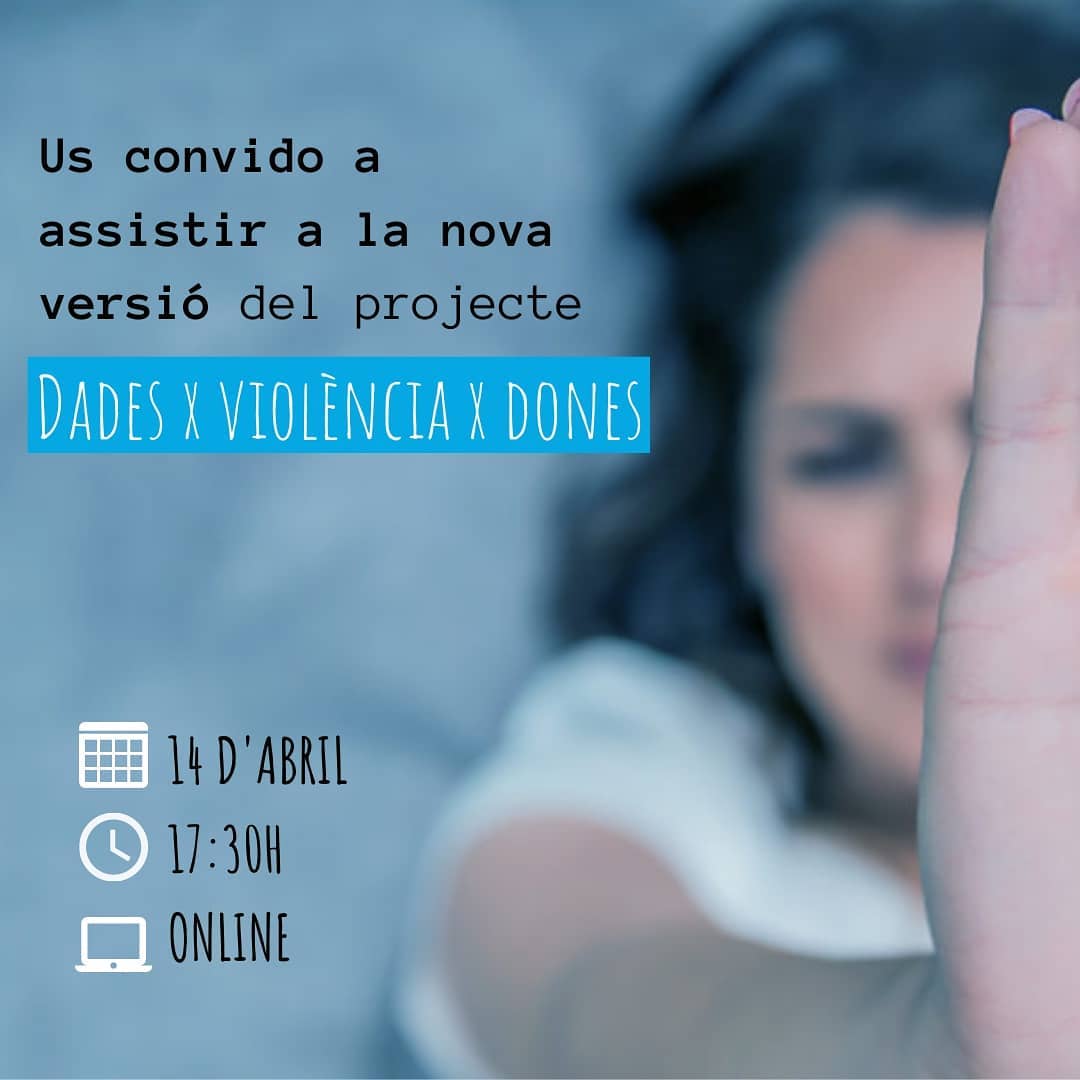 Us convido a
assistir a la nova
versió del projecte
DADES X VIOLÈNCIA X DONES
14 D'ABRIL
17:30H
ONLINE